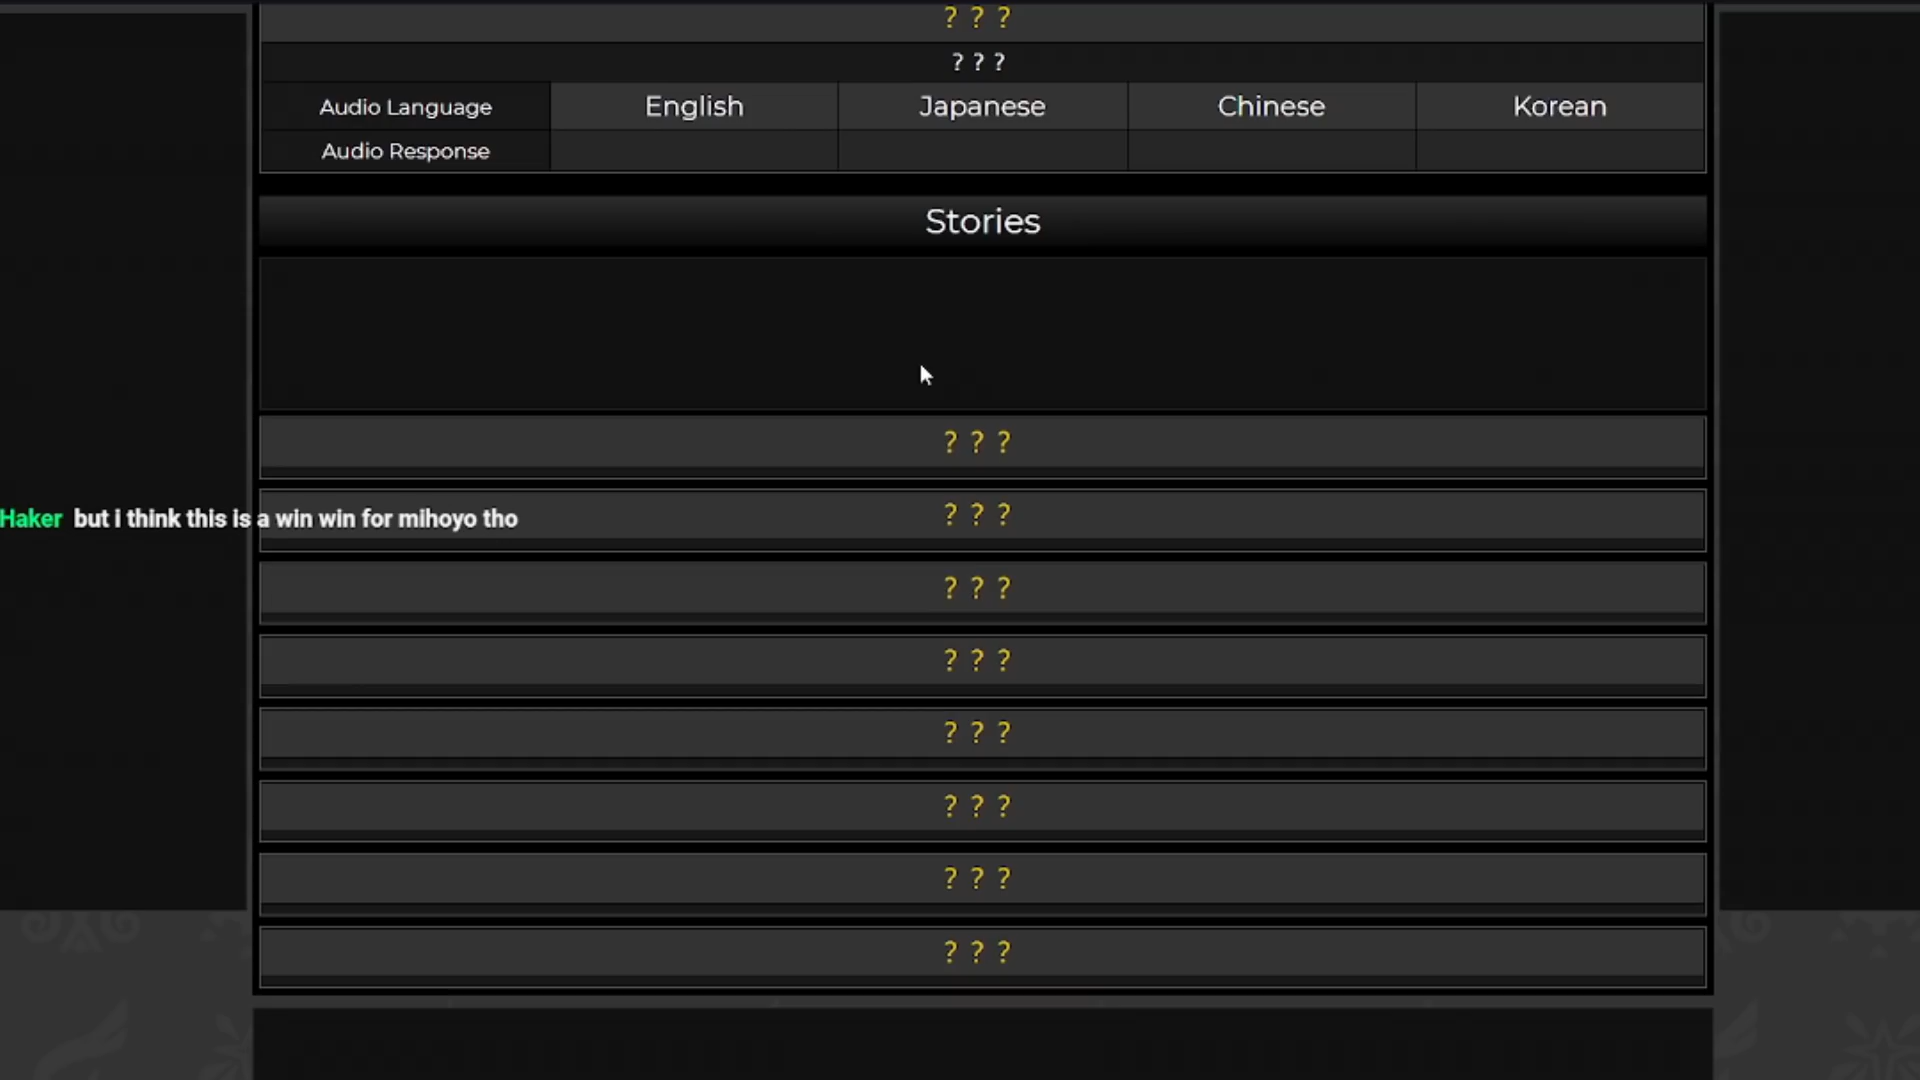 ? ? ?
? ? ?
Audio Language English Japanese Chinese Korean
Audio Response
Stories
? ? ?
Haker but i think this is a win win for mihoyo tho
? ? ?
? ? ?
? ? ?
? ? ?
? ? ?
? ? ?
? ? ?